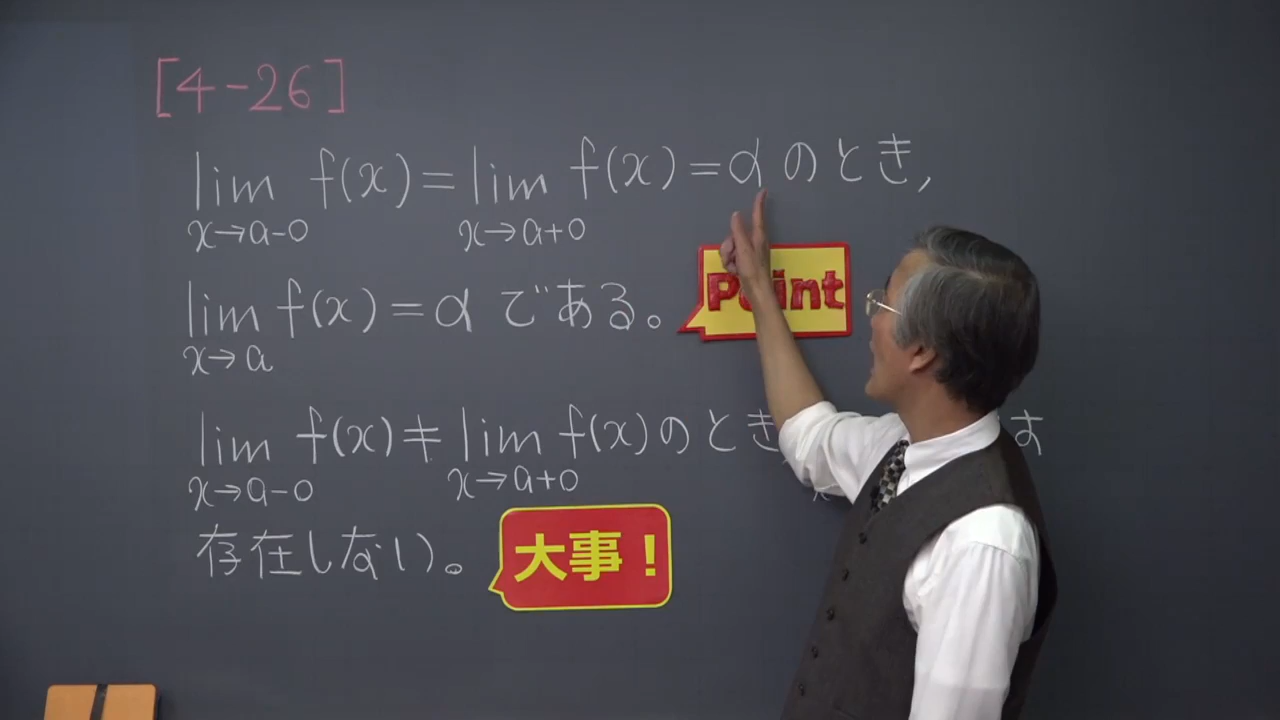 [4-26]
lim f(x) = lim f(x) = α のとき,
x→a-0 x→a+0
lim f(x) = α である。
x→a
Point
lim f(x) ≠ lim f(x) のとき
x→a-0 x→a+0
存在しない。
大事！